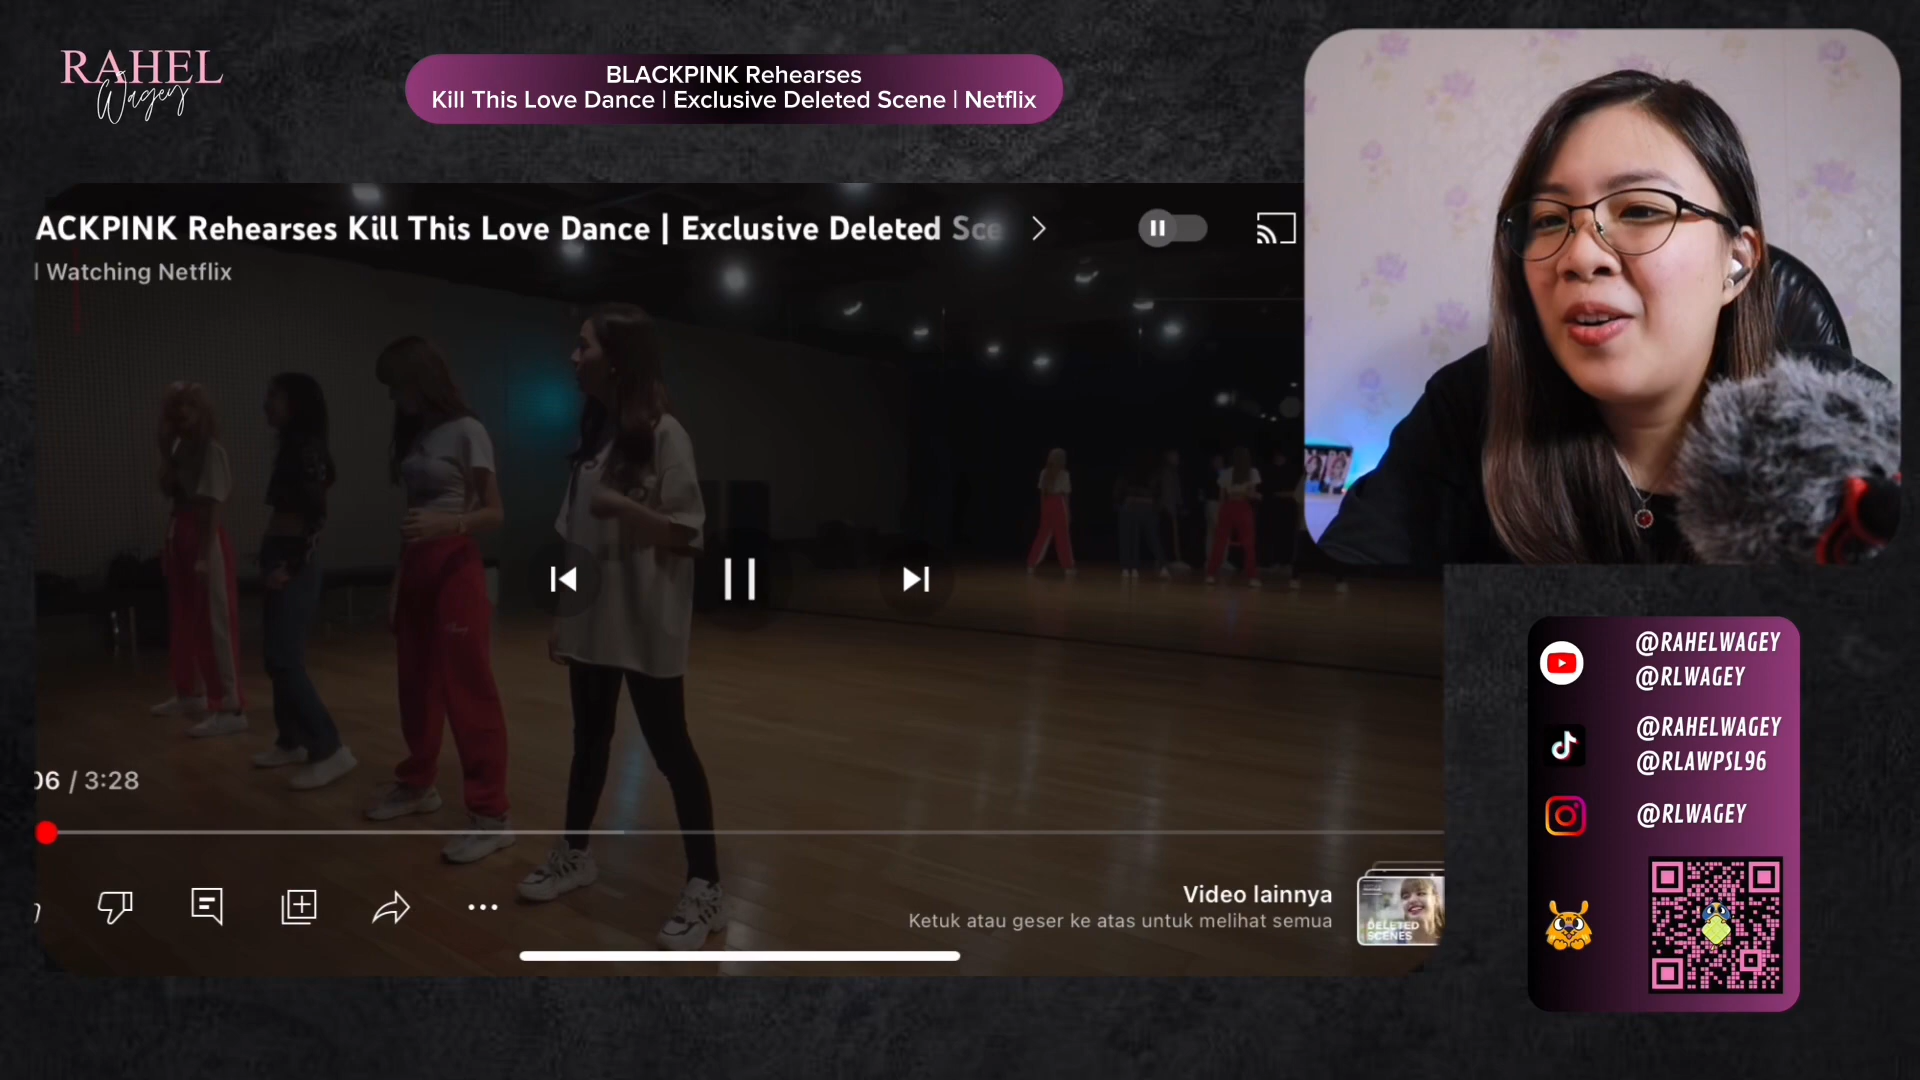 RAHEL
Wagey
BLACKPINK Rehearses
Kill This Love Dance | Exclusive Deleted Scene | Netflix
ACKPINK Rehearses Kill This Love Dance | Exclusive Deleted Sce
l Watching Netflix
06 / 3:28
Video lainnya
Ketuk atau geser ke atas untuk melihat semua
DELETED
SCENES
@RAHELWAGEY
@RLWAGEY
@RAHELWAGEY
@RLAWPSL96
@RLWAGEY